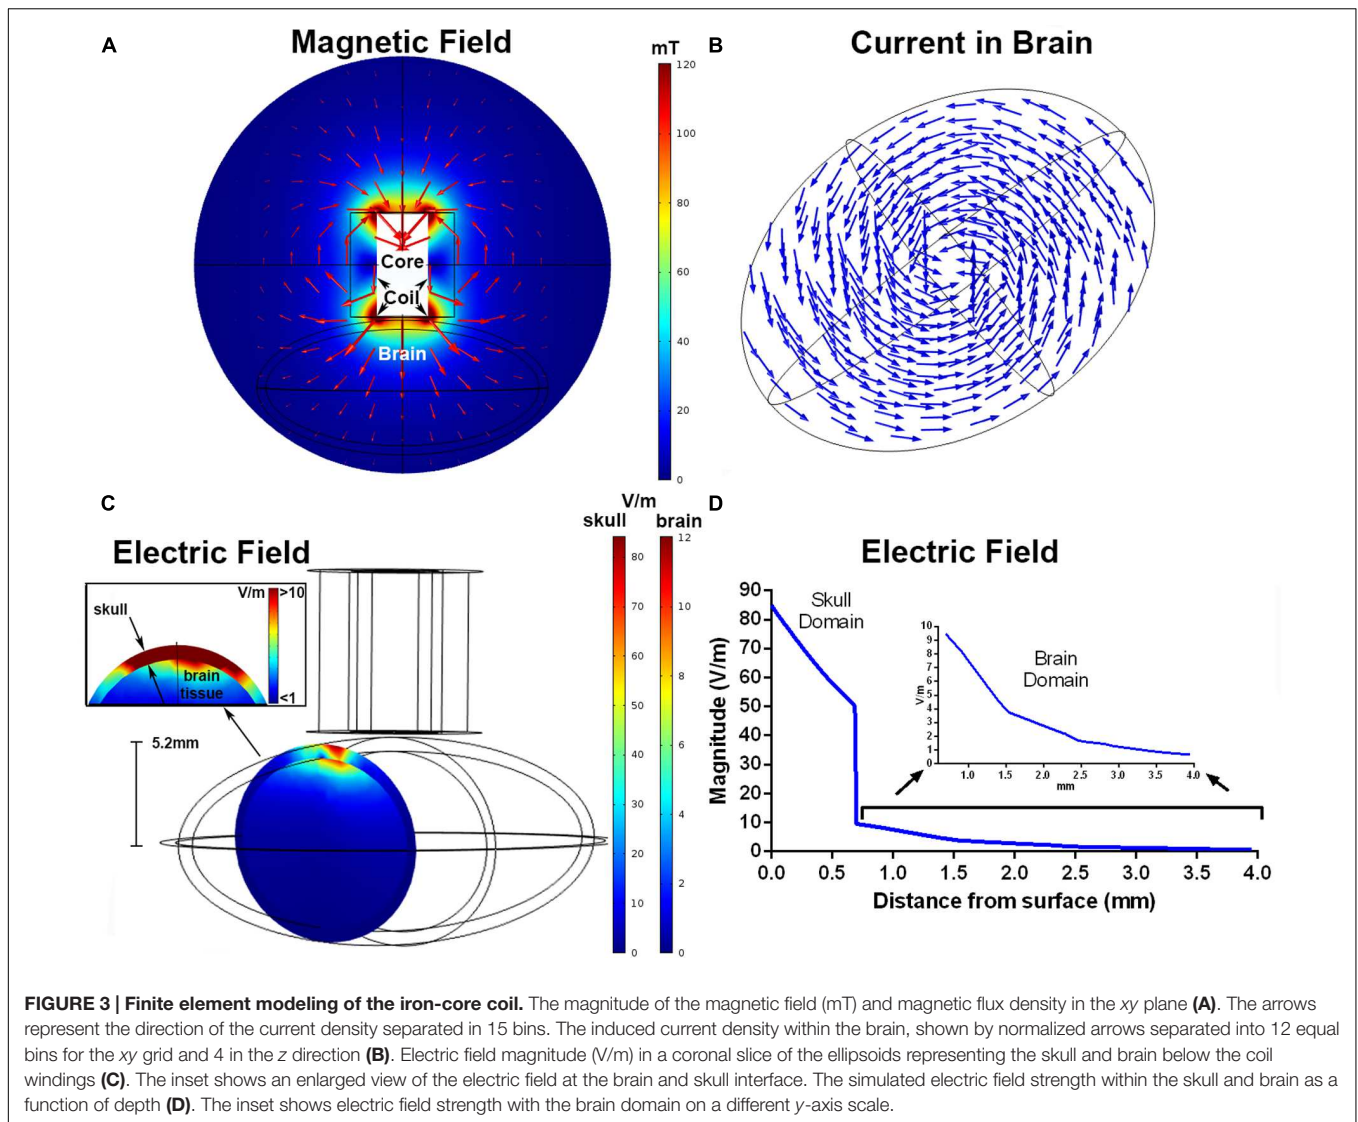 A
Magnetic Field
mT
120
100
80
60
40
20
0
Core
Coil
Brain
B
Current in Brain
C
Electric Field
V/m
skull
brain
80
70
60
50
40
30
20
10
0
12
10
8
6
4
2
0
V/m
>10
<1
skull
brain
tissue
5.2mm
D
Electric Field
Magnitude (V/m)
90
80
70
60
50
40
30
20
10
0
0.0 0.5 1.0 1.5 2.0 2.5 3.0 3.5 4.0
Distance from surface (mm)
Skull
Domain
Brain
Domain
V/m
10
9
8
7
6
5
4
3
2
1
0
1.0 1.5 2.0 2.5 3.0 3.5 4.0
mm
FIGURE 3 | Finite element modeling of the iron-core coil. The magnitude of the magnetic field (mT) and magnetic flux density in the xy plane (A). The arrows
represent the direction of the current density separated in 15 bins. The induced current density within the brain, shown by normalized arrows separated into 12 equal
bins for the xy grid and 4 in the z direction (B). Electric field magnitude (V/m) in a coronal slice of the ellipsoids representing the skull and brain below the coil
windings (C). The inset shows an enlarged view of the electric field at the brain and skull interface. The simulated electric field strength within the skull and brain as a
function of depth (D). The inset shows electric field strength with the brain domain on a different y-axis scale.